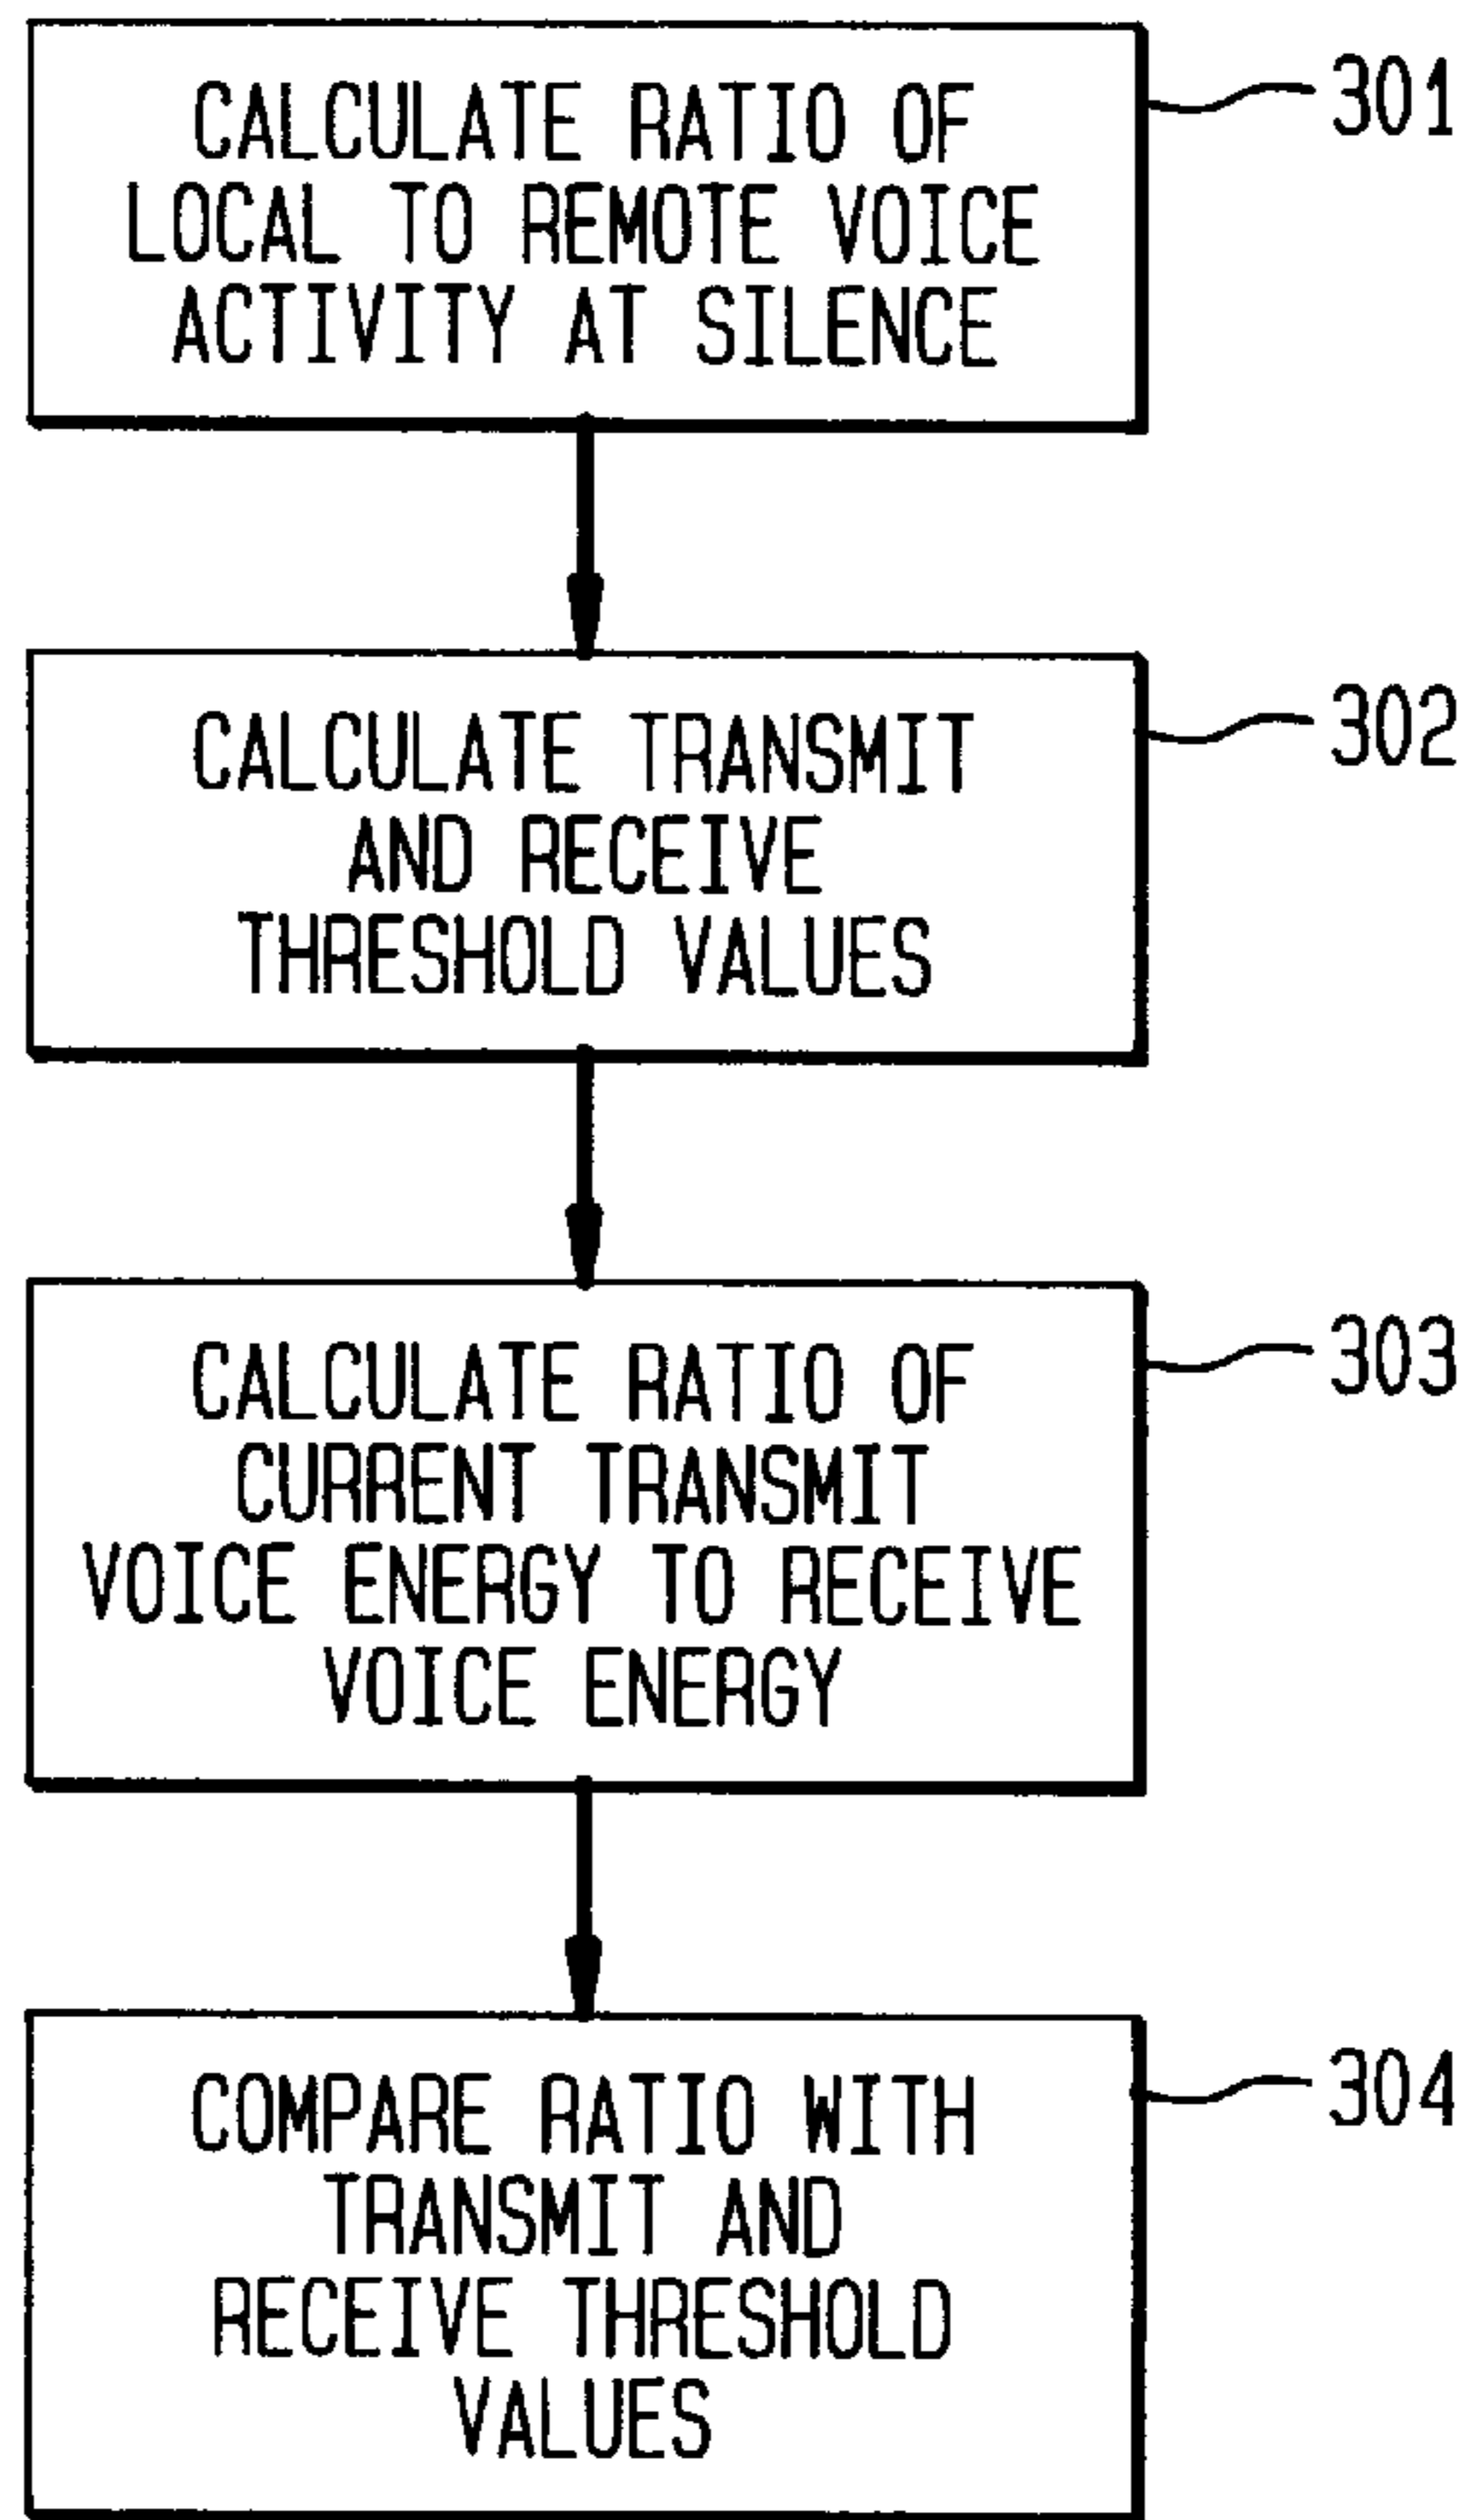 CALCULATE RATIO OF
LOCAL TO REMOTE VOICE
ACTIVITY AT SILENCE
301
CALCULATE TRANSMIT
AND RECEIVE
THRESHOLD VALUES
302
CALCULATE RATIO OF
CURRENT TRANSMIT
VOICE ENERGY TO RECEIVE
VOICE ENERGY
303
COMPARE RATIO WITH
TRANSMIT AND
RECEIVE THRESHOLD
VALUES
304